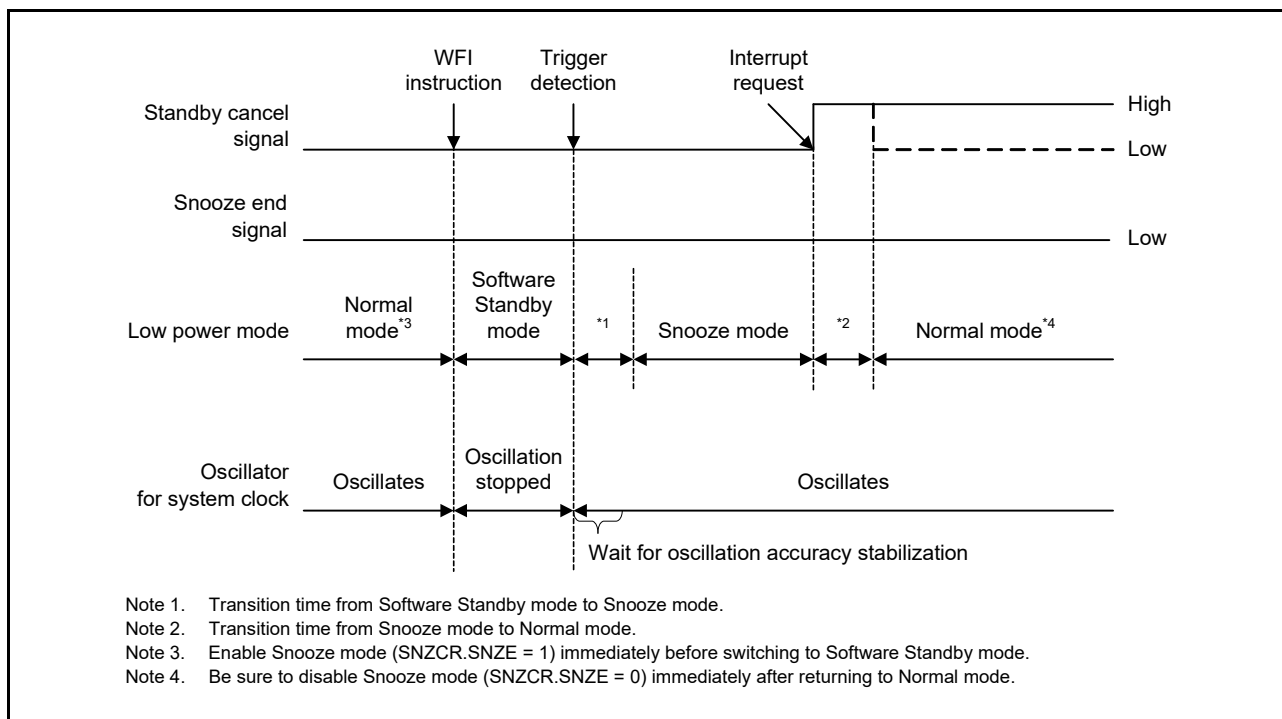 WFI
instruction
Trigger
detection
Interrupt
request
Standby cancel
signal
High
Low
Snooze end
signal
Low
Low power mode
Normal
mode*3
Software
Standby
mode
*1
Snooze mode
*2
Normal mode*4
Oscillator
for system clock
Oscillates
Oscillation
stopped
Oscillates
Wait for oscillation accuracy stabilization
Note 1. Transition time from Software Standby mode to Snooze mode.
Note 2. Transition time from Snooze mode to Normal mode.
Note 3. Enable Snooze mode (SNZCR.SNZE = 1) immediately before switching to Software Standby mode.
Note 4. Be sure to disable Snooze mode (SNZCR.SNZE = 0) immediately after returning to Normal mode.